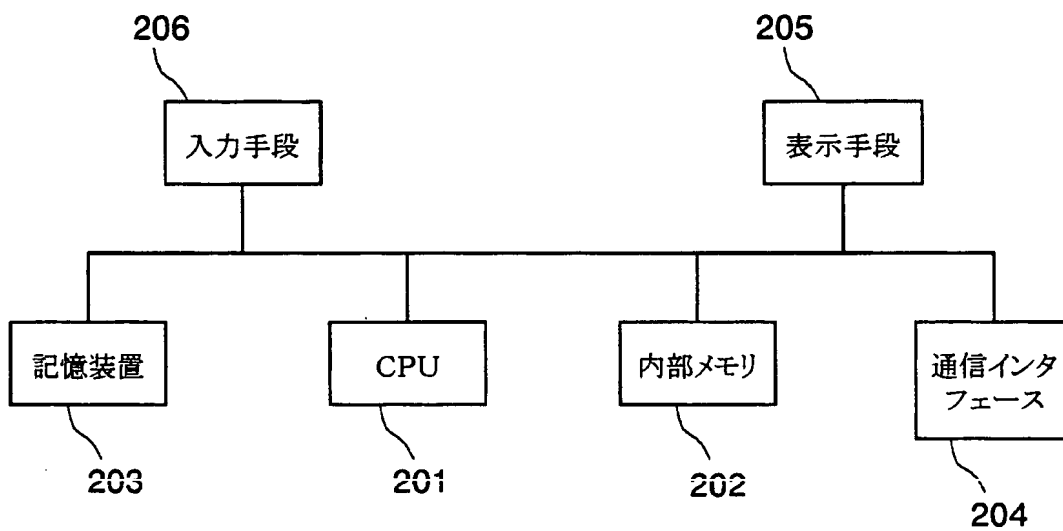 206
205
入力手段
表示手段
記憶装置
CPU
内部メモリ
通信インタ
フェース
203
201
202
204